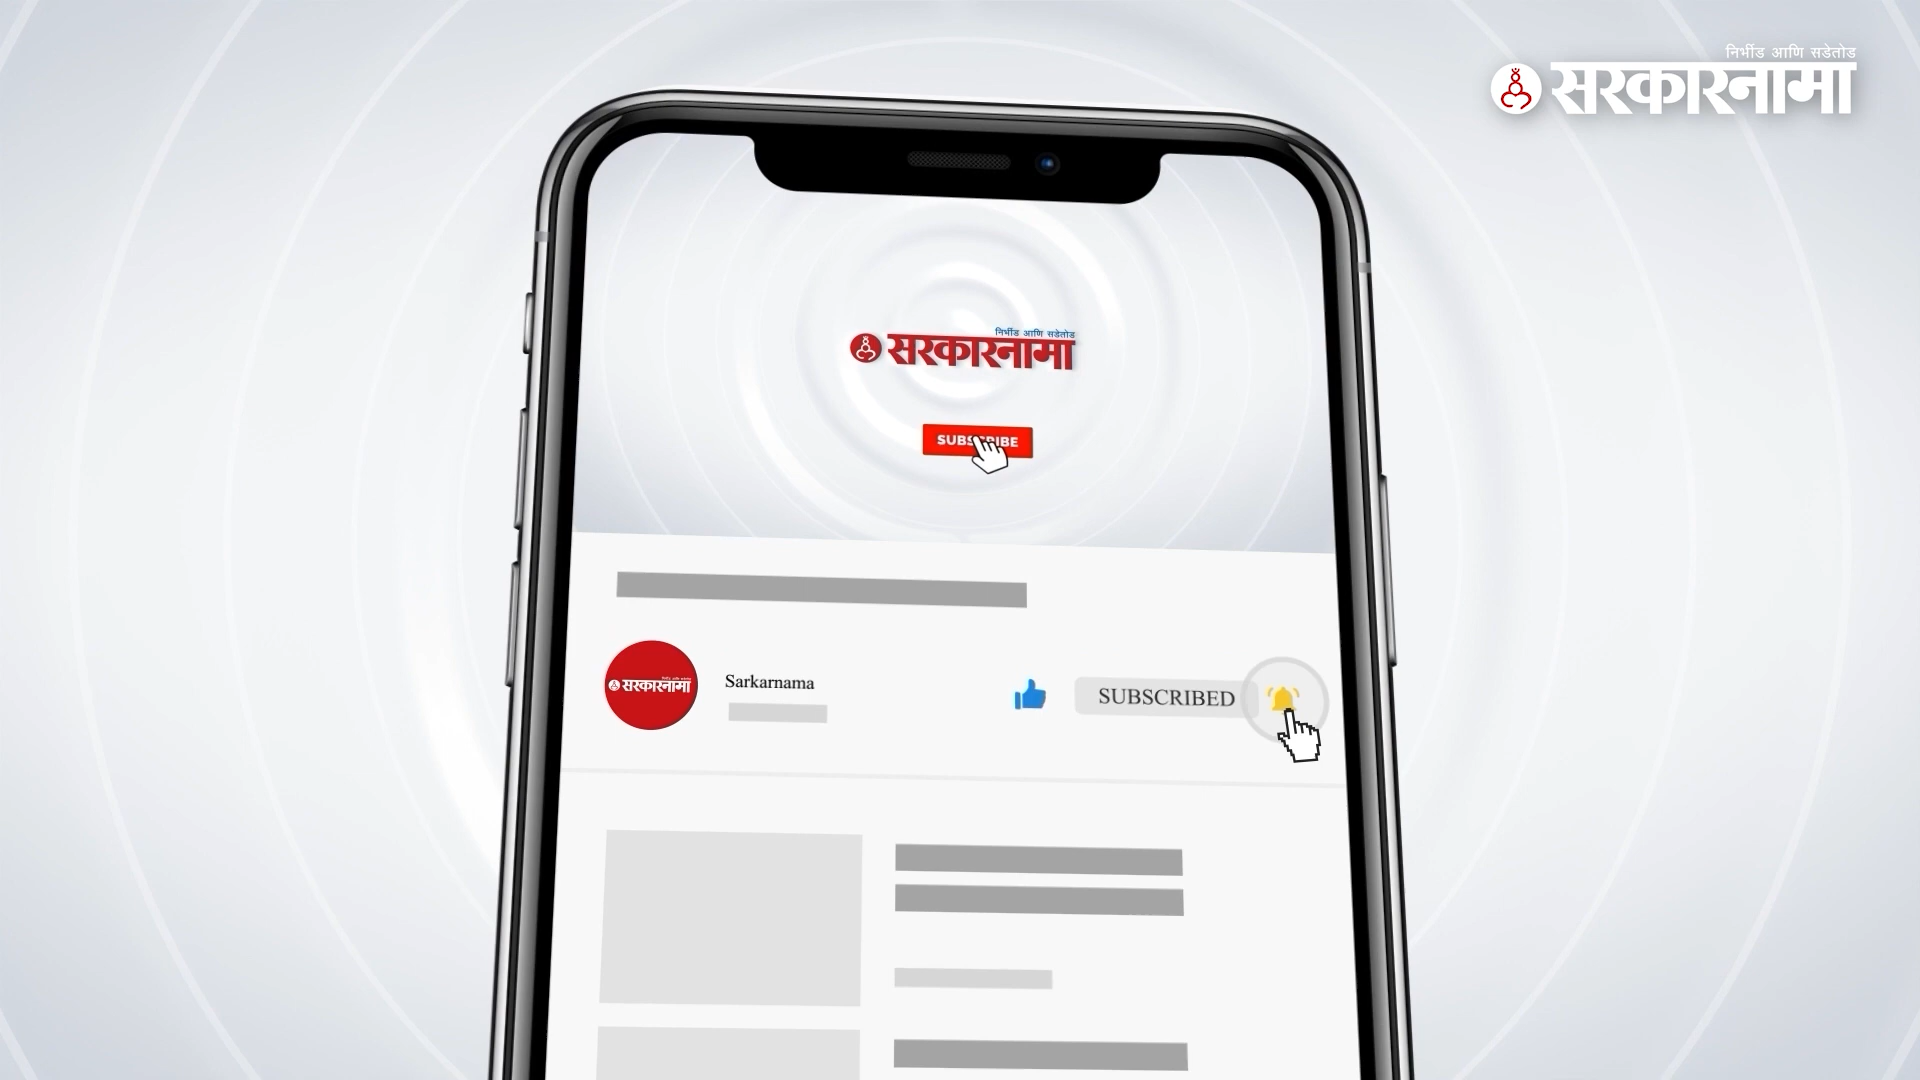 निर्भीड आणि सडेतोड
सरकारनामा
निर्भीड आणि सडेतोड
सरकारनामा
SUBSCRIBE
सरकारनामा
Sarkarnama
SUBSCRIBED